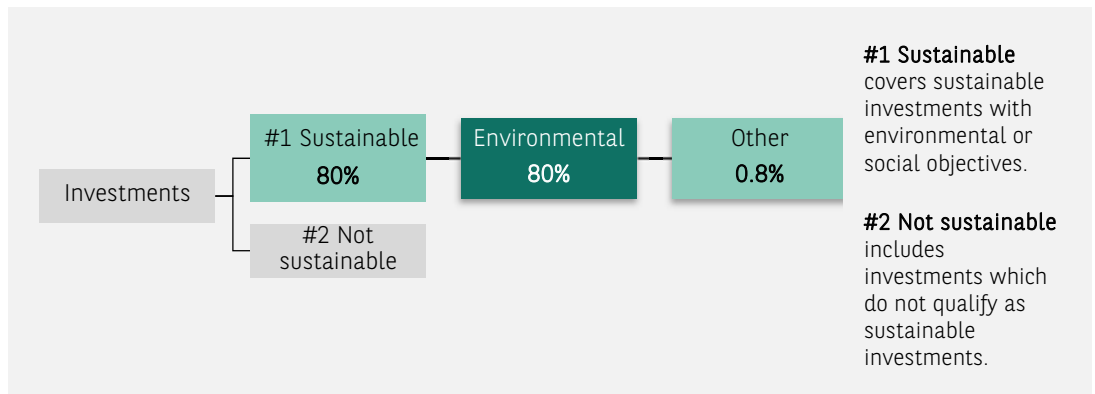 Investments
#1 Sustainable
80%
#2 Not
sustainable
Environmental
80%
Other
0.8%
#1 Sustainable
covers sustainable
investments with
environmental or
social objectives.
#2 Not sustainable
includes
investments which
do not qualify as
sustainable
investments.